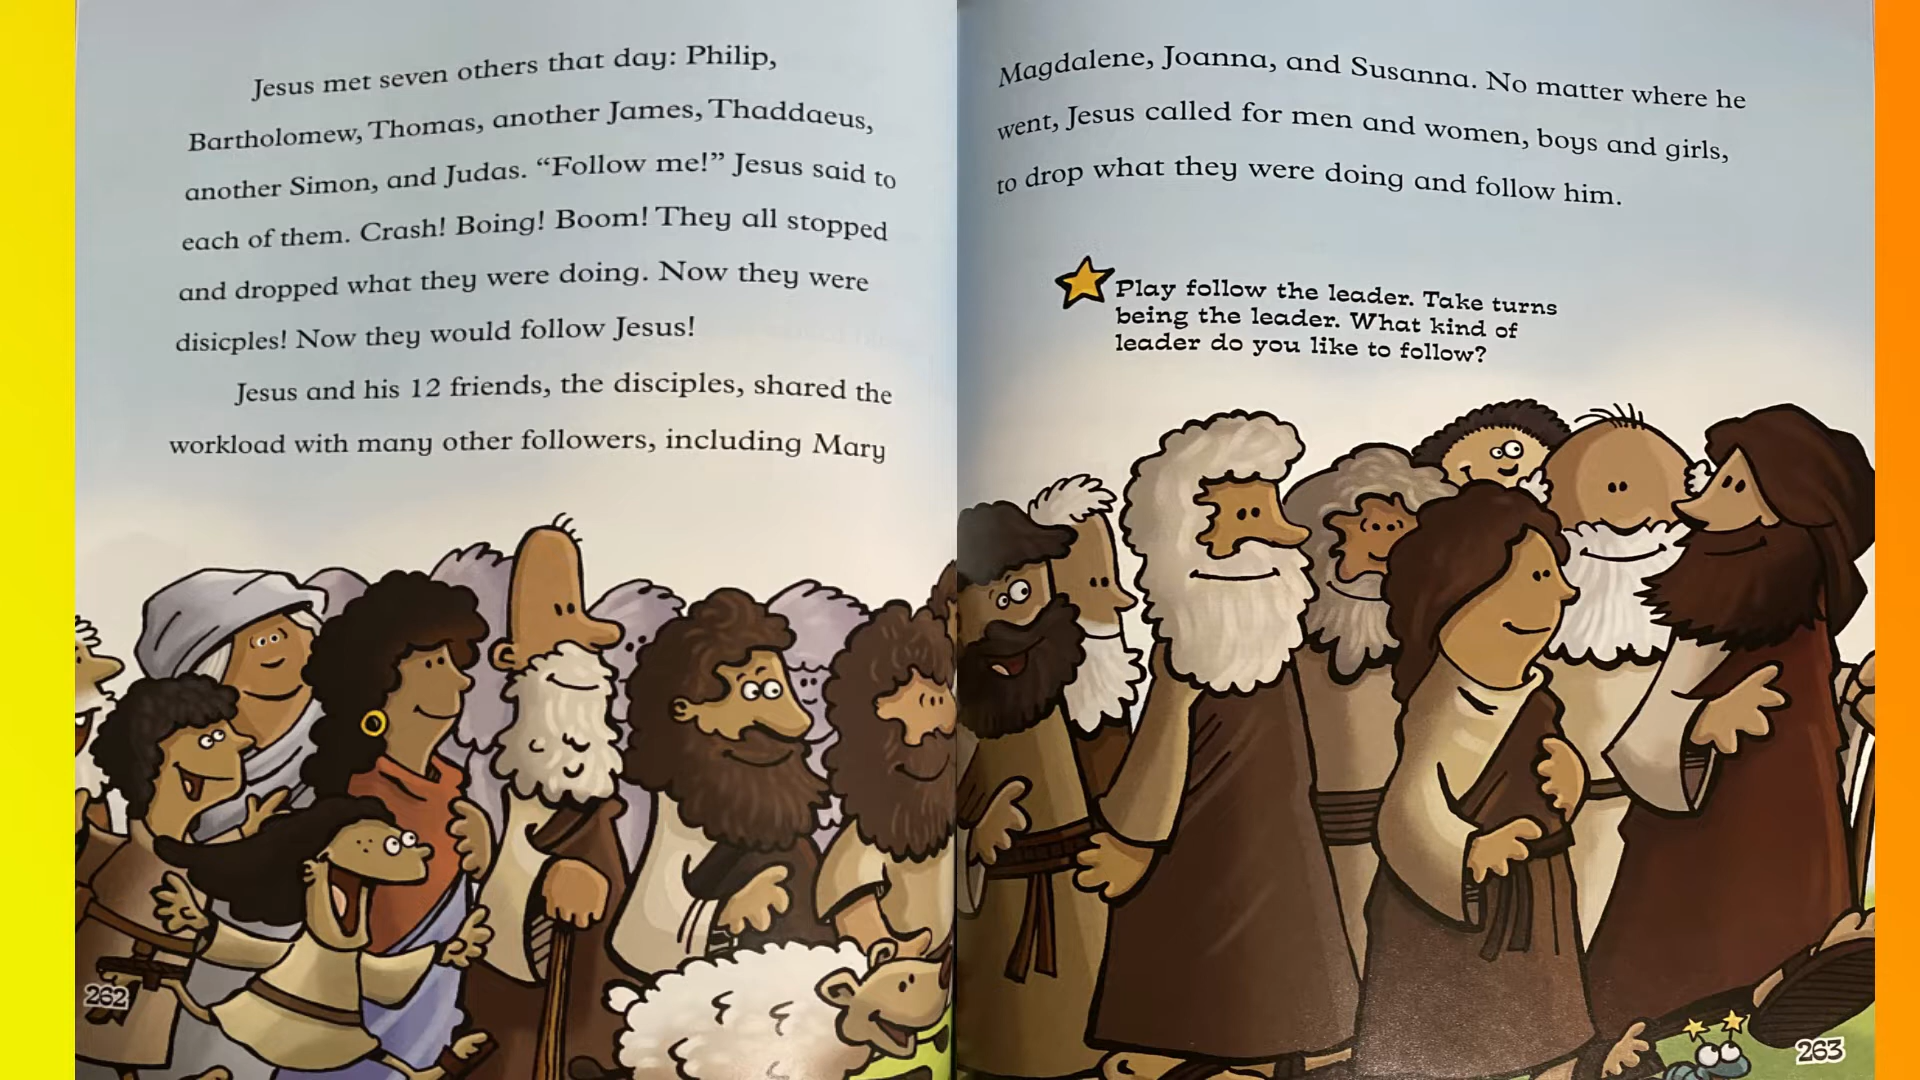 Jesus met seven others that day: Philip,
Bartholomew, Thomas, another James, Thaddaeus,
another Simon, and Judas. “Follow me!” Jesus said to
each of them. Crash! Boing! Boom! They all stopped
and dropped what they were doing. Now they were
disicples! Now they would follow Jesus!
Jesus and his 12 friends, the disciples, shared the
workload with many other followers, including Mary
262
Magdalene, Joanna, and Susanna. No matter where he
went, Jesus called for men and women, boys and girls,
to drop what they were doing and follow him.
Play follow the leader. Take turns
being the leader. What kind of
leader do you like to follow?
263